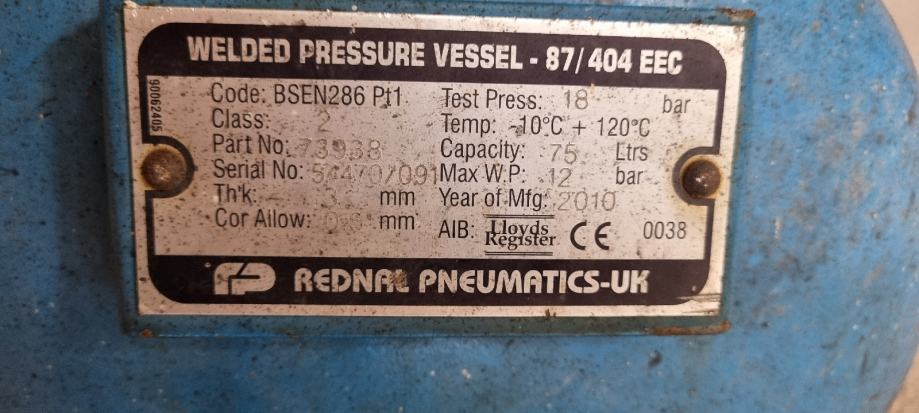 WELDED PRESSURE VESSEL - 87/404 EEC
90062405
Code: BSEN286 Pt1
Class: 2
Part No: 73938
Serial No:
Th'k: 3 mm
Cor Allow: mm
Test Press: 18 bar
Temp: -10°C + 120°C
Capacity: 75 Ltrs
Max W.P: 12 bar
Year of Mfg: 2010
AIB: Lloyds Register CE 0038
REDNAL PNEUMATICS-UK